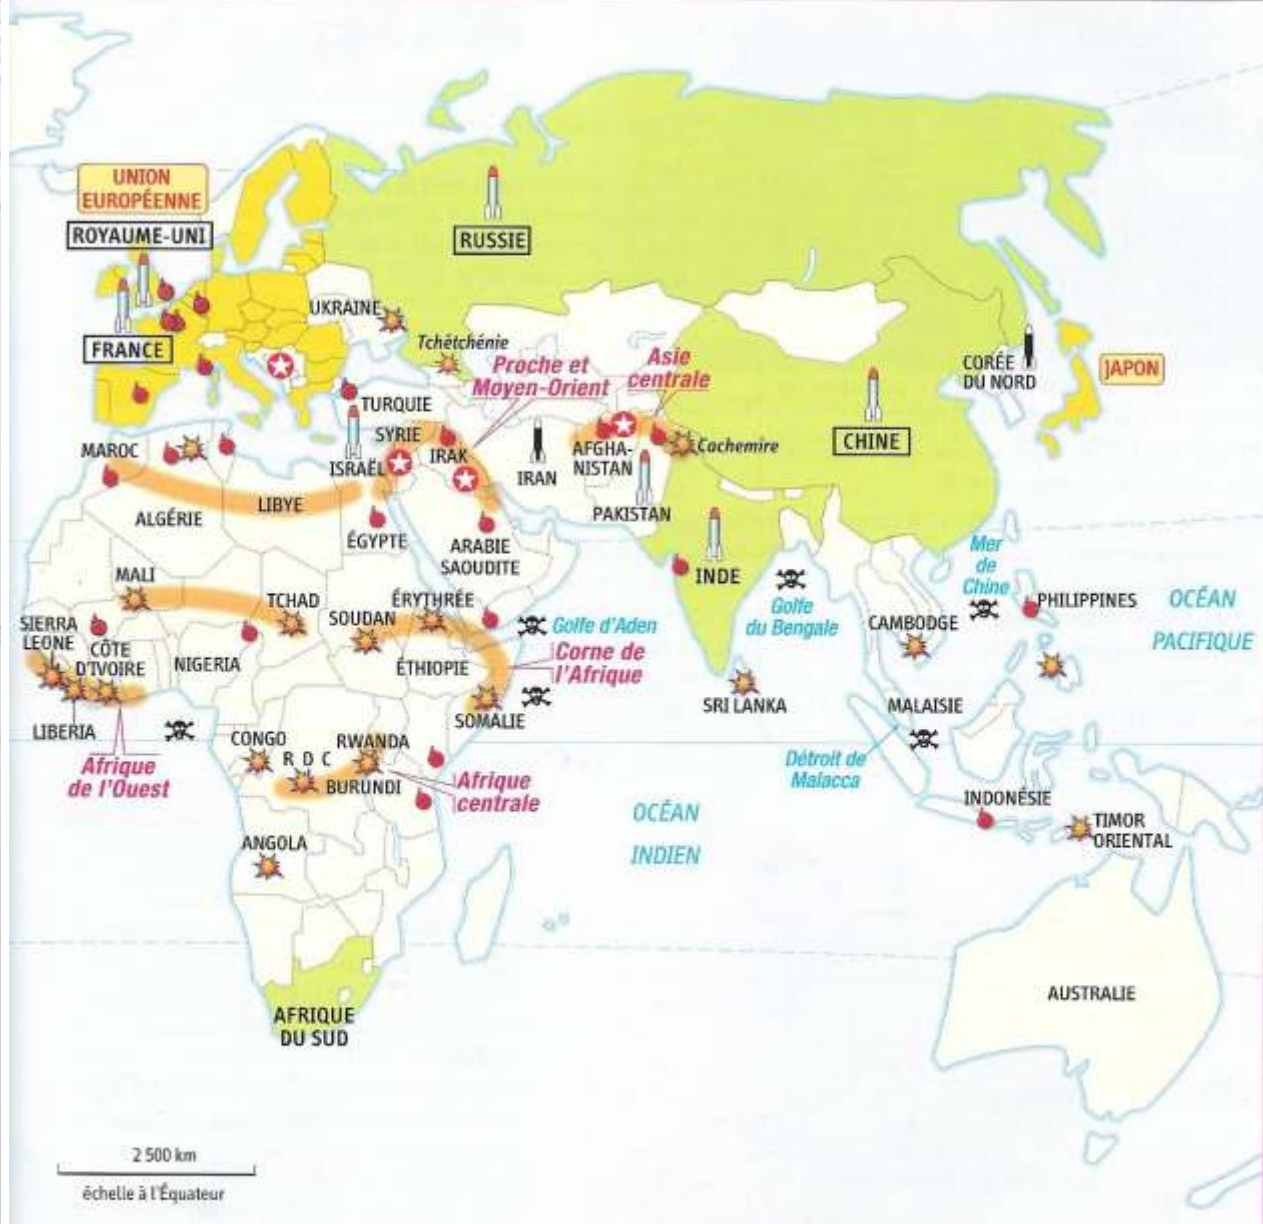 UNION
EUROPÉENNE
ROYAUME-UNI
RUSSIE
UKRAINE
FRANCE
Tchétchénie
Proche et
Moyen-Orient
Asie
centrale
CORÉE
DU NORD
JAPON
TURQUIE
SYRIE
MAROC
ISRAËL
IRAK
IRAN
AFGHA-
NISTAN
Cachemire
CHINE
LIBYE
ALGÉRIE
PAKISTAN
ÉGYPTE
ARABIE
SAOUDITE
Mer
de
Chine
MALI
INDE
TCHAD
ÉRYTHRÉE
SOUDAN
PHILIPPINES
OCÉAN
PACIFIQUE
Golfe
du Bengale
SIERRA
LEONE
CÔTE
D'IVOIRE
Golfe d'Aden
CAMBODGE
NIGERIA
ÉTHIOPIE
Corne de
l'Afrique
SRI LANKA
MALAISIE
SOMALIE
LIBERIA
CONGO
R D C
RWANDA
BURUNDI
Afrique
de l'Ouest
Afrique
centrale
Détroit de
Malacca
INDONÉSIE
OCÉAN
INDIEN
TIMOR
ORIENTAL
ANGOLA
AUSTRALIE
AFRIQUE
DU SUD
2 500 km
échelle à l'Équateur